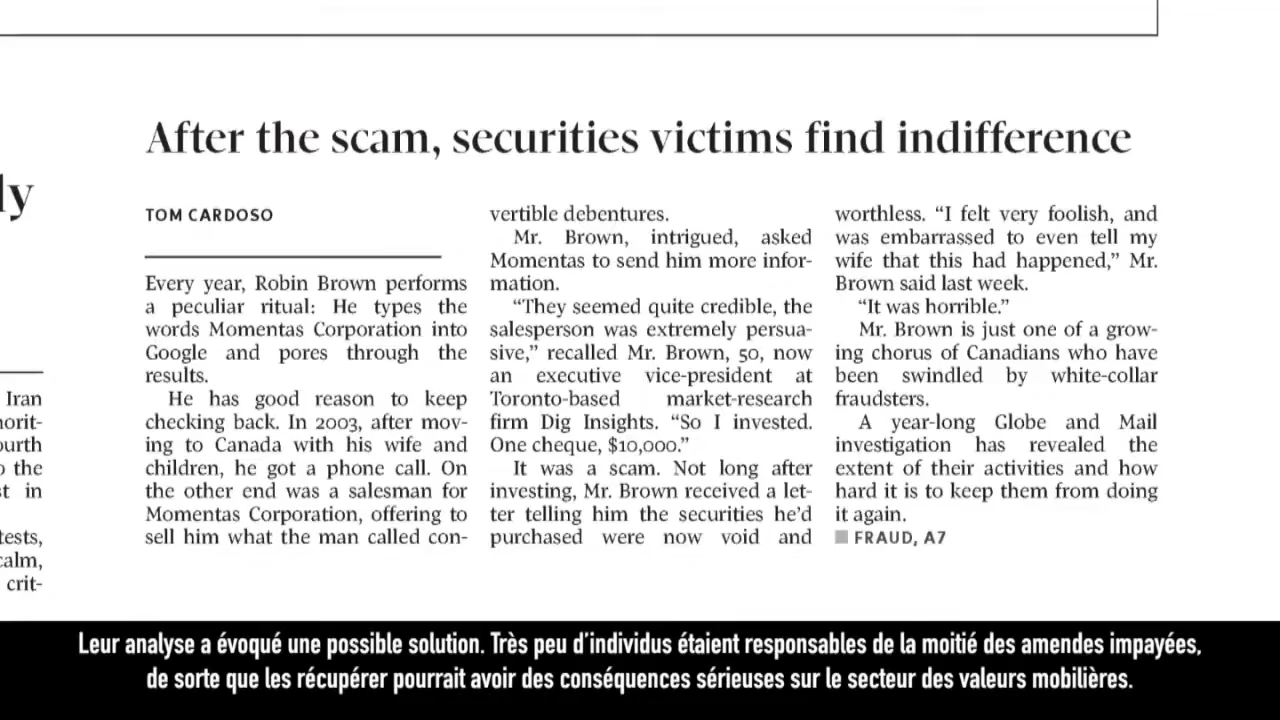 After the scam, securities victims find indifference
ly
Iran
norit-
ourth
o the
st in
tests,
calm,
crit-
TOM CARDOSO
Every year, Robin Brown performs
a peculiar ritual: He types the
words Momentas Corporation into
Google and pores through the
results.
He has good reason to keep
checking back. In 2003, after mov-
ing to Canada with his wife and
children, he got a phone call. On
the other end was a salesman for
Momentas Corporation, offering to
sell him what the man called con-
vertible debentures.
Mr. Brown, intrigued, asked
Momentas to send him more infor-
mation.
“They seemed quite credible, the
salesperson was extremely persua-
sive,” recalled Mr. Brown, 50, now
an executive vice-president at
Toronto-based market-research
firm Dig Insights. “So I invested.
One cheque, $10,000.”
It was a scam. Not long after
investing, Mr. Brown received a let-
ter telling him the securities he’d
purchased were now void and
worthless. “I felt very foolish, and
was embarrassed to even tell my
wife that this had happened,” Mr.
Brown said last week.
“It was horrible.”
Mr. Brown is just one of a grow-
ing chorus of Canadians who have
been swindled by white-collar
fraudsters.
A year-long Globe and Mail
investigation has revealed the
extent of their activities and how
hard it is to keep them from doing
it again.
FRAUD, A7
Leur analyse a évoqué une possible solution. Très peu d’individus étaient responsables de la moitié des amendes impayées,
de sorte que les récupérer pourrait avoir des conséquences sérieuses sur le secteur des valeurs mobilières.